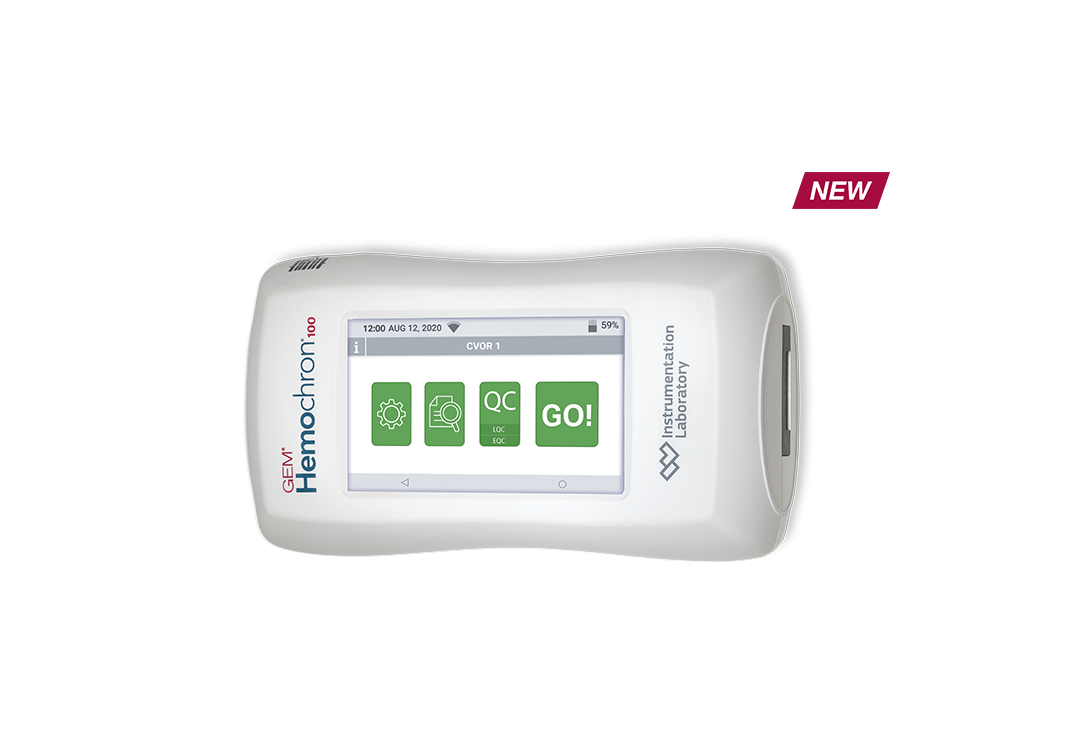 NEW
GEM®
Hemochron® 100
12:00 AUG 12, 2020
59%
i
CVOR 1
QC
LQC
EQC
GO!
Instrumentation
Laboratory